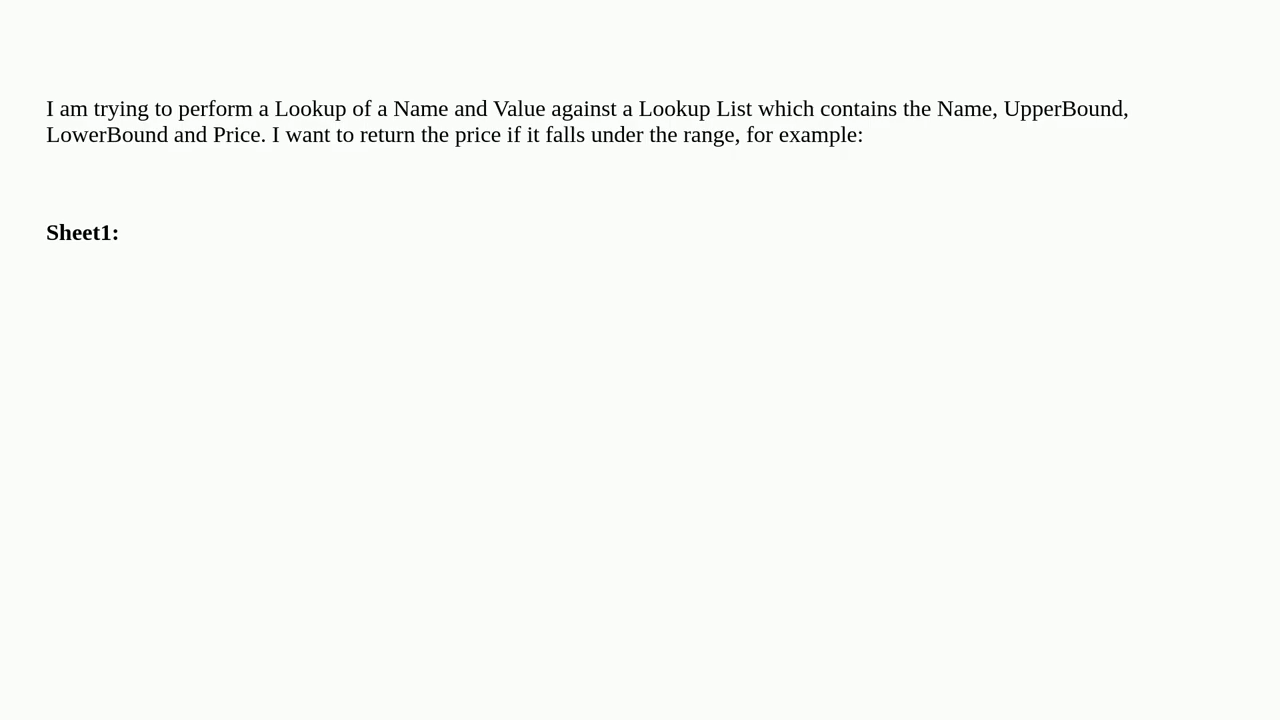 I am trying to perform a Lookup of a Name and Value against a Lookup List which contains the Name, UpperBound,
LowerBound and Price. I want to return the price if it falls under the range, for example:
Sheet1: